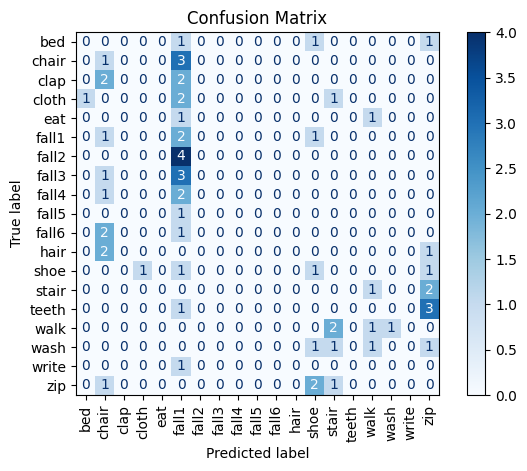 Confusion Matrix
True label
bed 0 0 0 0 0 1 0 0 0 0 0 0 1 0 0 0 0 0 1
chair 0 1 0 0 0 3 0 0 0 0 0 0 0 0 0 0 0 0 0
clap 0 2 0 0 0 2 0 0 0 0 0 0 0 0 0 0 0 0 0
cloth 1 0 0 0 0 2 0 0 0 0 0 0 0 1 0 0 0 0 0
eat 0 0 0 0 0 1 0 0 0 0 0 0 0 0 0 1 0 0 0
fall1 0 1 0 0 0 2 0 0 0 0 0 0 1 0 0 0 0 0 0
fall2 0 0 0 0 0 4 0 0 0 0 0 0 0 0 0 0 0 0 0
fall3 0 1 0 0 0 3 0 0 0 0 0 0 0 0 0 0 0 0 0
fall4 0 1 0 0 0 2 0 0 0 0 0 0 0 0 0 0 0 0 0
fall5 0 0 0 0 0 1 0 0 0 0 0 0 0 0 0 0 0 0 0
fall6 0 2 0 0 0 1 0 0 0 0 0 0 0 0 0 0 0 0 0
hair 0 2 0 0 0 0 0 0 0 0 0 0 0 0 0 0 0 0 1
shoe 0 0 0 1 0 1 0 0 0 0 0 0 1 0 0 0 0 0 1
stair 0 0 0 0 0 0 0 0 0 0 0 0 0 0 0 1 0 0 2
teeth 0 0 0 0 0 1 0 0 0 0 0 0 0 0 0 0 0 0 3
walk 0 0 0 0 0 0 0 0 0 0 0 0 0 2 0 1 1 0 0
wash 0 0 0 0 0 0 0 0 0 0 0 0 1 1 0 1 0 0 1
write 0 0 0 0 0 1 0 0 0 0 0 0 0 0 0 0 0 0 0
zip 0 1 0 0 0 0 0 0 0 0 0 0 2 1 0 0 0 0 0
bed chair clap cloth eat fall1 fall2 fall3 fall4 fall5 fall6 hair shoe stair teeth walk wash write zip
Predicted label
4.0
3.5
3.0
2.5
2.0
1.5
1.0
0.5
0.0